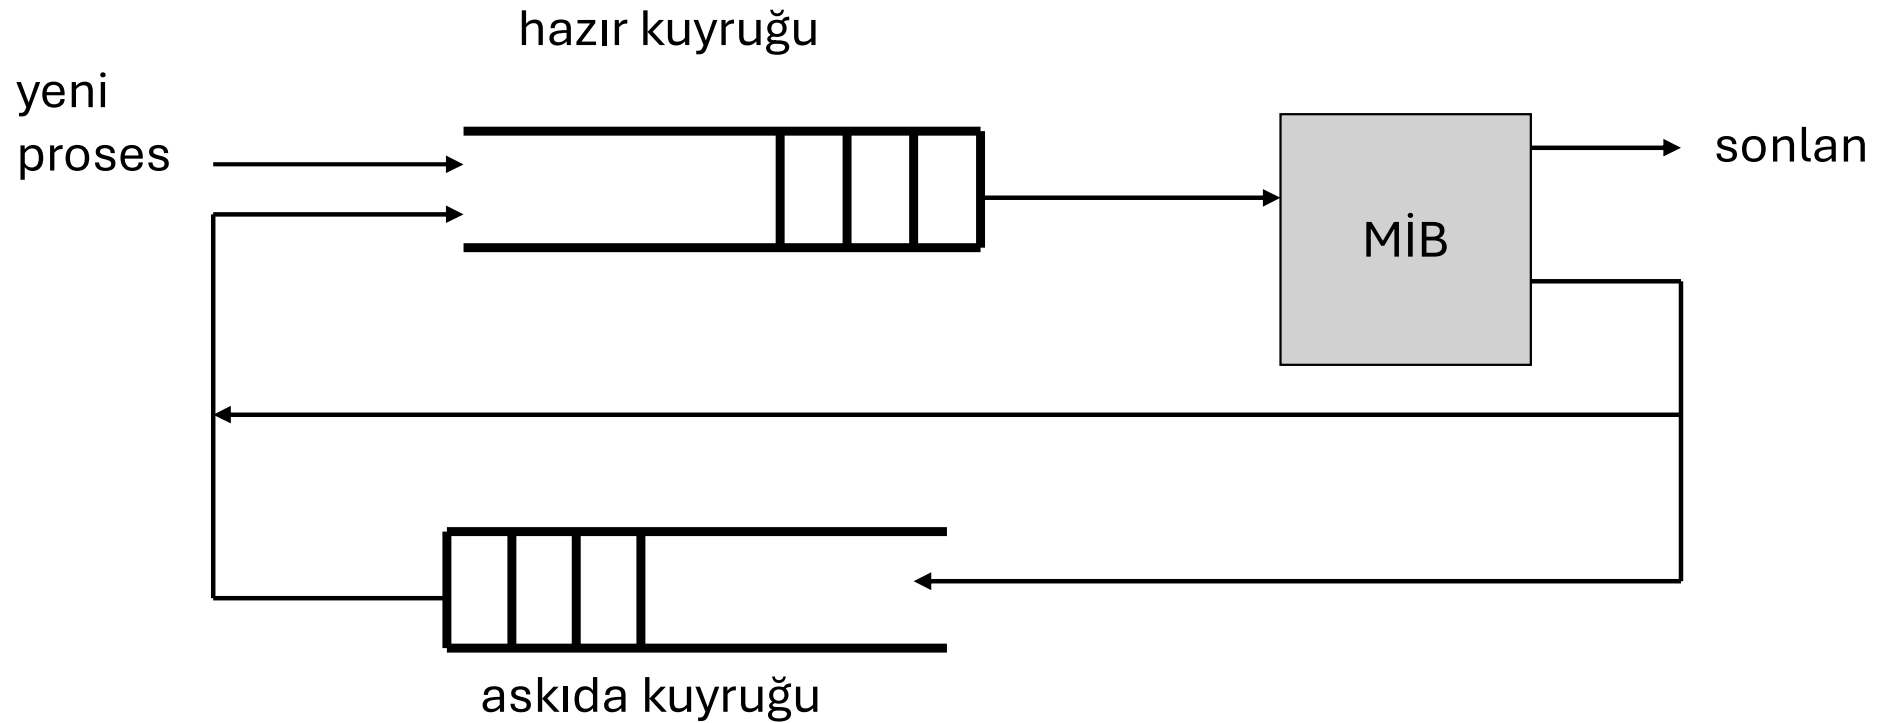 hazır kuyruğu
yeni
proses
sonlan
MİB
askıda kuyruğu